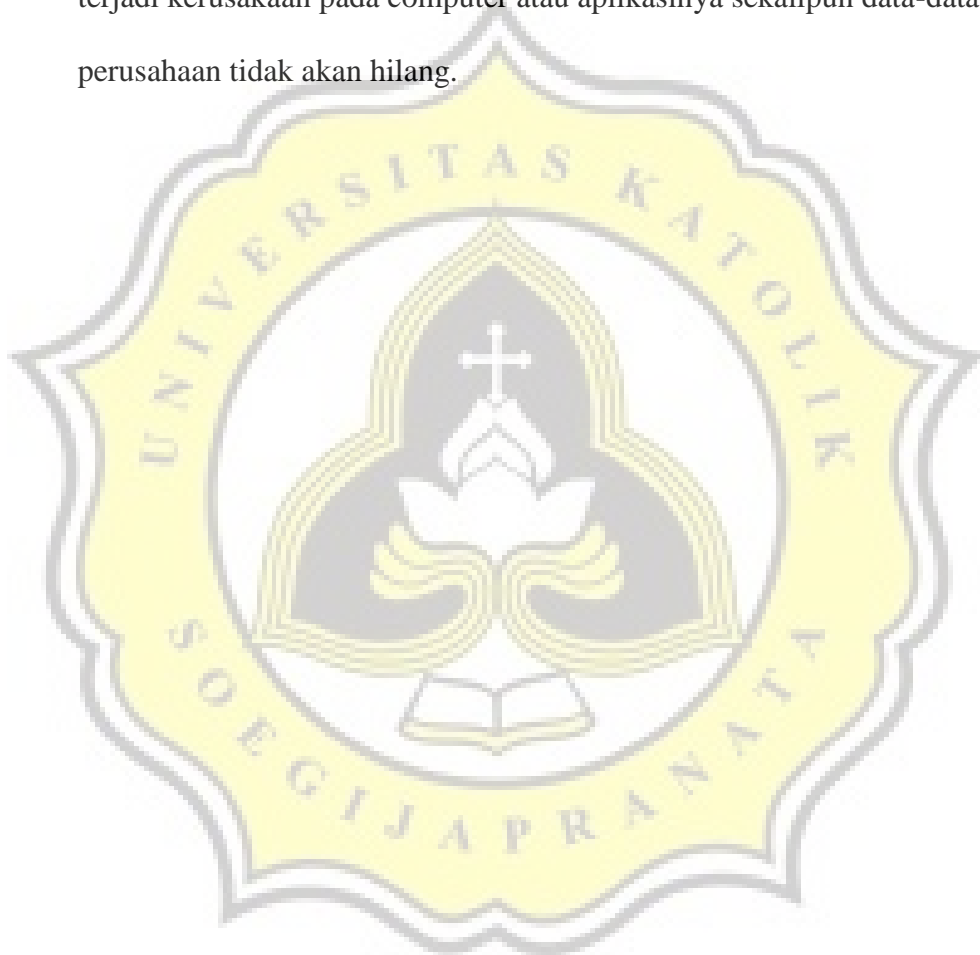 terjadi kerusakaan pada computer atau aplikasinya sekalipun data-data
perusahaan tidak akan hilang.
UNIVERSITAS KATOLIK
SOEGIJAPRANATA